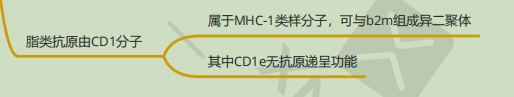 属于MHC-1类样分子，可与b2m组成异二聚体
脂类抗原由CD1分子
其中CD1e无抗原递呈功能